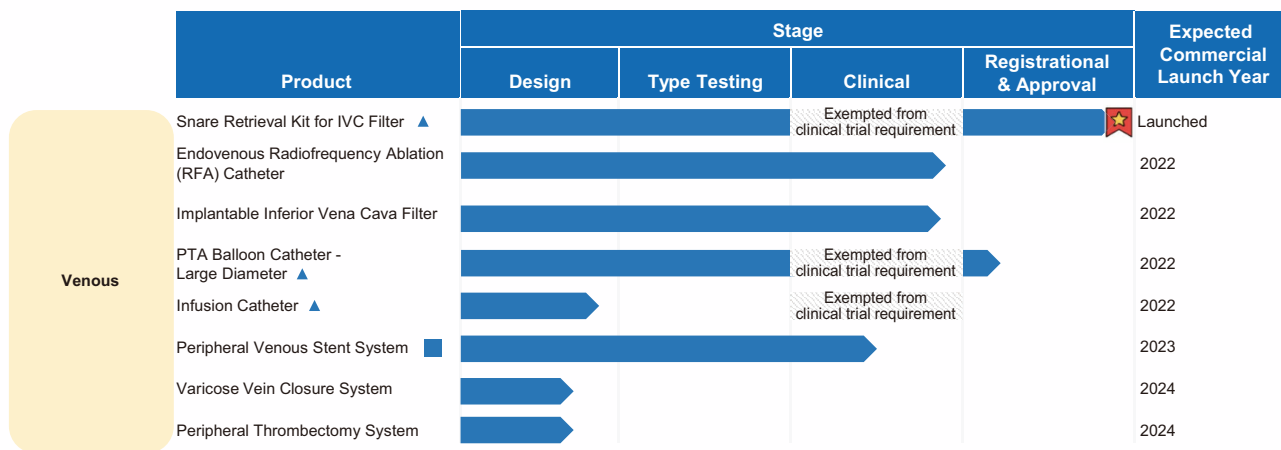 Stage
Expected
Commercial
Launch Year
Product
Design
Type Testing
Clinical
Registrational
& Approval
Venous
Snare Retrieval Kit for IVC Filter ▲
Exempted from
clinical trial requirement
Launched
Endovenous Radiofrequency Ablation
(RFA) Catheter
2022
Implantable Inferior Vena Cava Filter
2022
PTA Balloon Catheter -
Large Diameter ▲
Exempted from
clinical trial requirement
2022
Infusion Catheter ▲
Exempted from
clinical trial requirement
2022
Peripheral Venous Stent System ■
2023
Varicose Vein Closure System
2024
Peripheral Thrombectomy System
2024